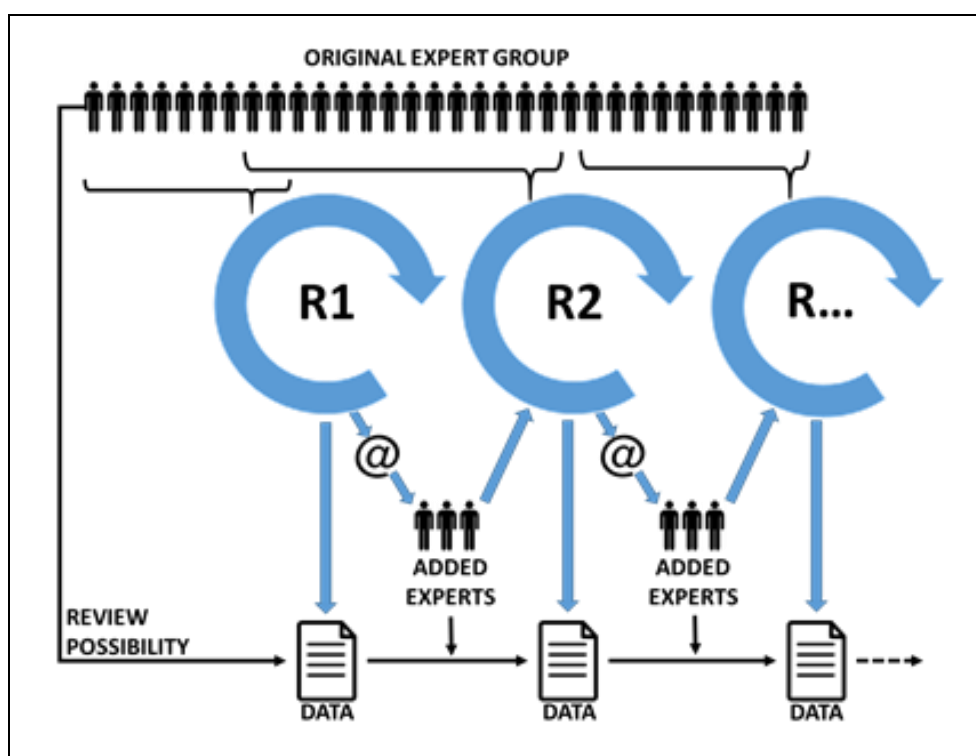 ORIGINAL EXPERT GROUP
R1
R2
R...
@
@
ADDED
EXPERTS
ADDED
EXPERTS
REVIEW
POSSIBILITY
DATA
DATA
DATA